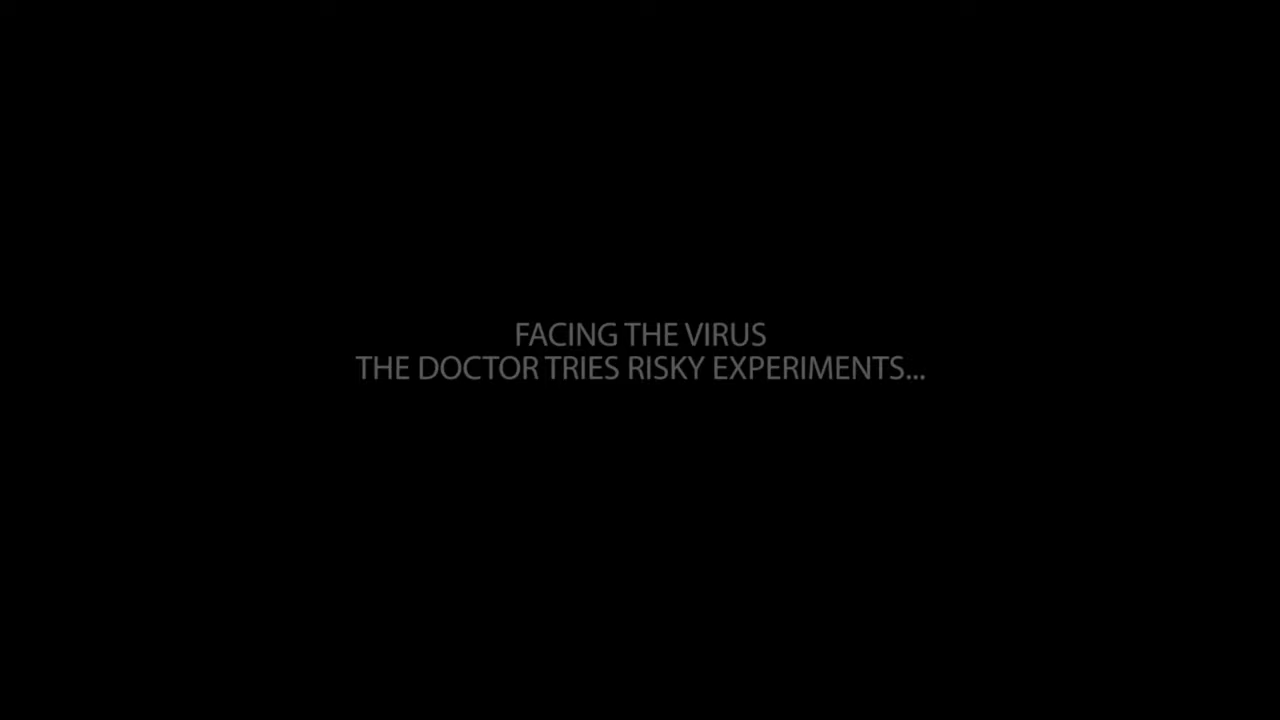 FACING THE VIRUS
THE DOCTOR TRIES RISKY EXPERIMENTS...